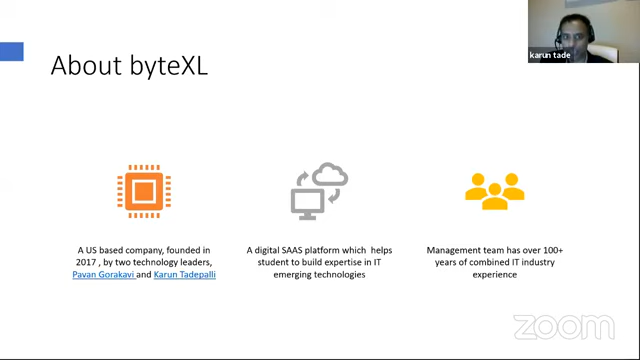 karun tade
About byteXL
A US based company, founded in
2017 , by two technology leaders,
Pavan Gorakavi and Karun Tadepalli
A digital SAAS platform which helps
student to build expertise in IT
emerging technologies
Management team has over 100+
years of combined IT industry
experience
zoom